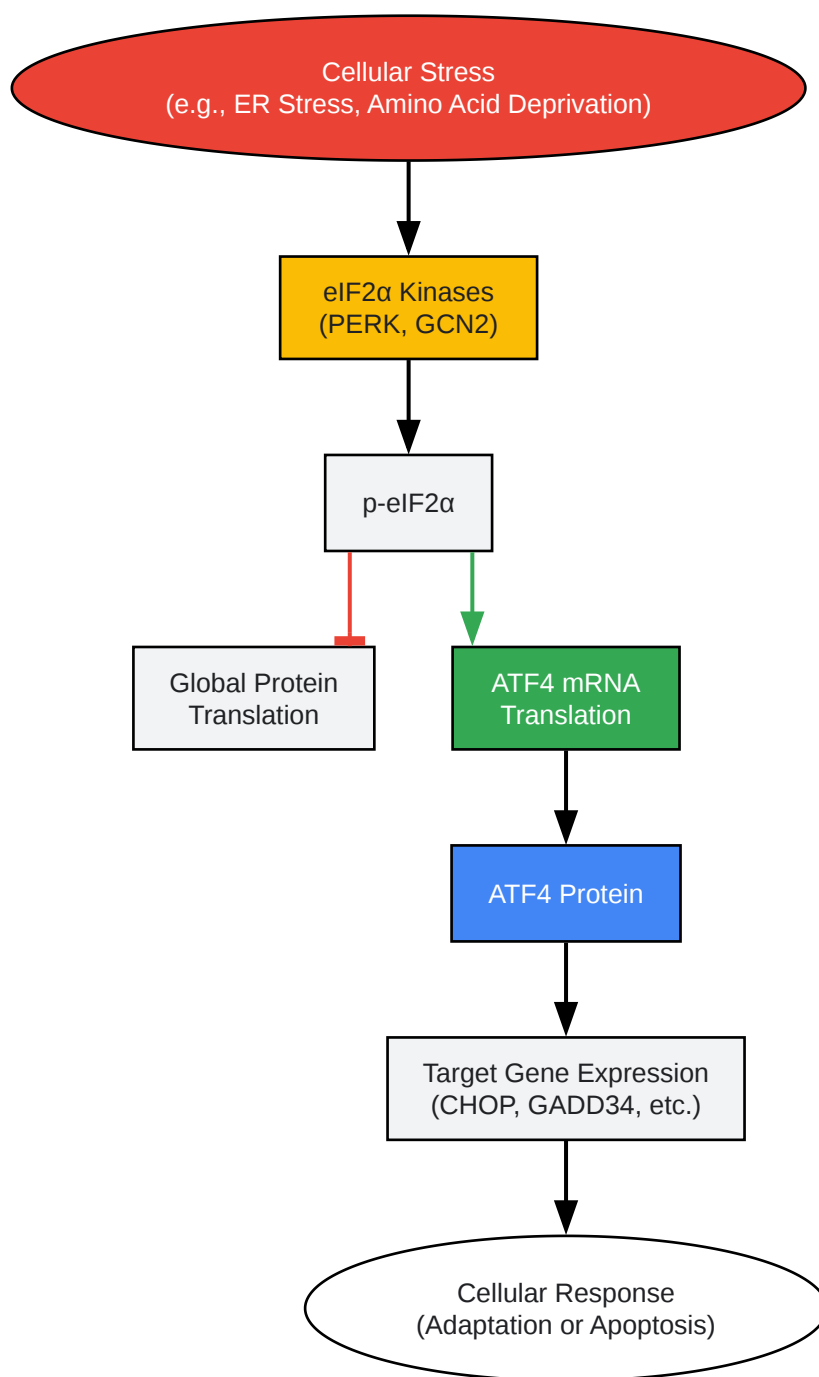 Cellular Stress
(e.g., ER Stress, Amino Acid Deprivation)
eIF2α Kinases
(PERK, GCN2)
p-eIF2α
Global Protein
Translation
ATF4 mRNA
Translation
ATF4 Protein
Target Gene Expression
(CHOP, GADD34, etc.)
Cellular Response
(Adaptation or Apoptosis)